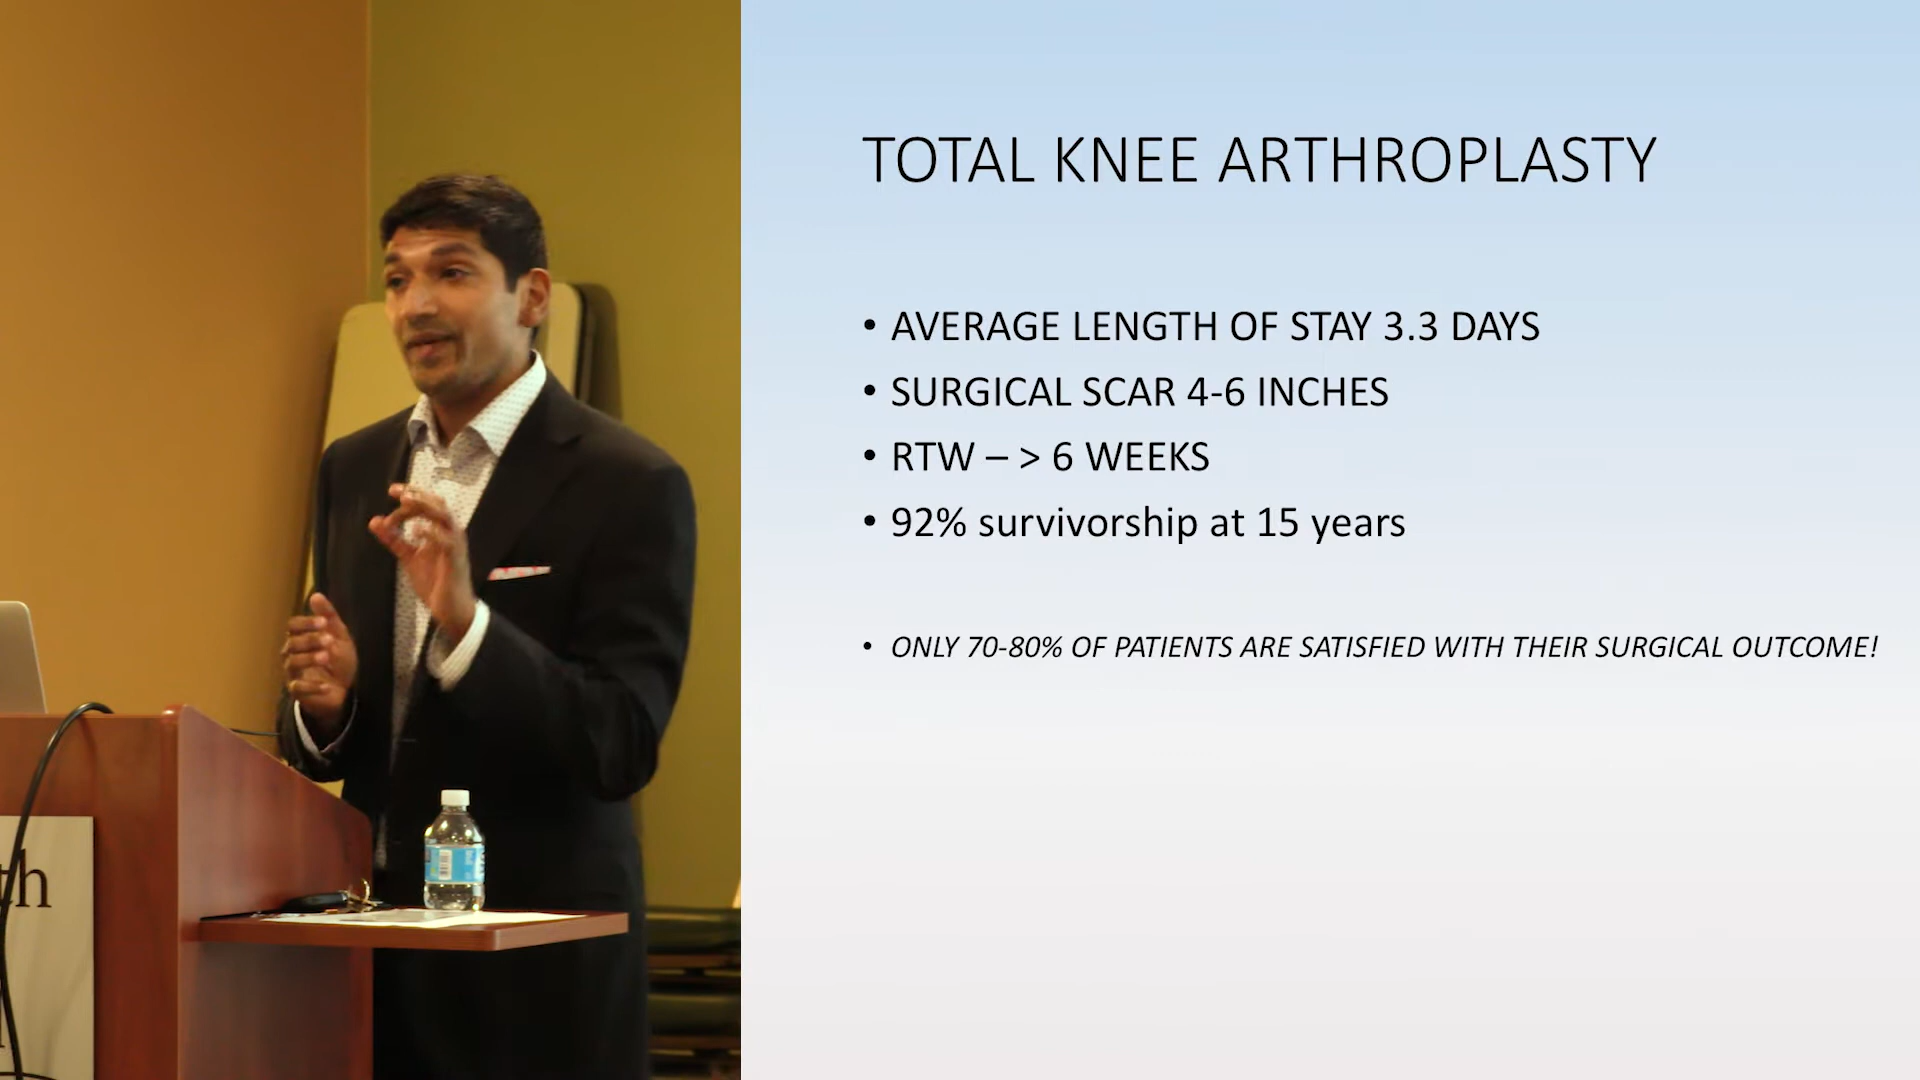 TOTAL KNEE ARTHROPLASTY
• AVERAGE LENGTH OF STAY 3.3 DAYS
• SURGICAL SCAR 4-6 INCHES
• RTW – > 6 WEEKS
• 92% survivorship at 15 years
• ONLY 70-80% OF PATIENTS ARE SATISFIED WITH THEIR SURGICAL OUTCOME!
th